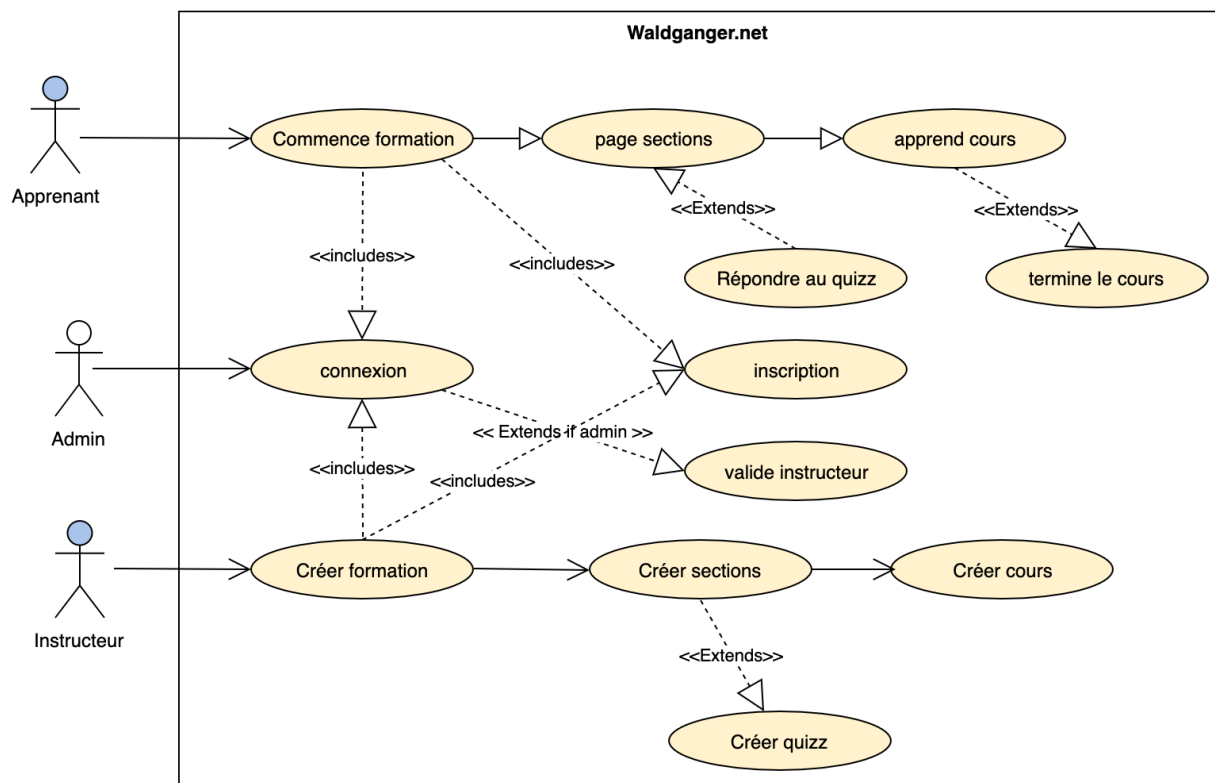 Waldganger.net
Commence formation
page sections
apprend cours
Apprenant
<<Extends>>
<<Extends>>
<<includes>>
<<includes>>
Répondre au quizz
termine le cours
connexion
inscription
Admin
<< Extends if admin >>
<<includes>>
<<includes>>
valide instructeur
Créer formation
Créer sections
Créer cours
Instructeur
<<Extends>>
Créer quizz